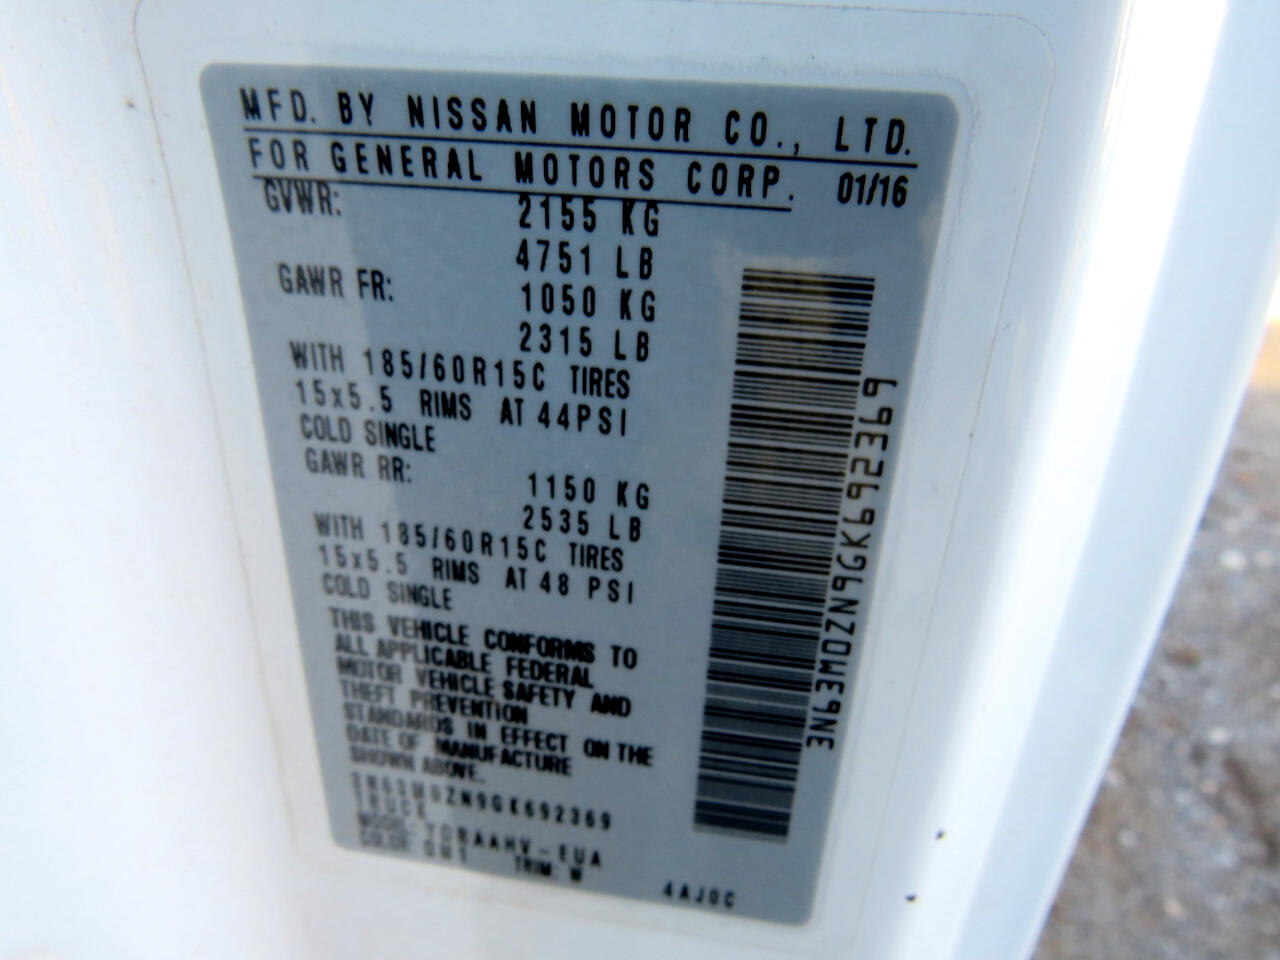 MFD. BY NISSAN MOTOR CO., LTD.
FOR GENERAL MOTORS CORP. 01/16
GVWR: 2155 KG
4751 LB
GAWR FR: 1050 KG
2315 LB
WITH 185/60R15C TIRES
15x5.5 RIMS AT 44PSI
COLD SINGLE
GAWR RR: 1150 KG
2535 LB
WITH 185/60R15C TIRES
15x5.5 RIMS AT 48 PSI
COLD SINGLE
THIS VEHICLE CONFORMS TO
ALL APPLICABLE FEDERAL
MOTOR VEHICLE SAFETY AND
THEFT PREVENTION
STANDARDS IN EFFECT ON THE
DATE OF MANUFACTURE
SHOWN ABOVE.
3N63M0ZN9GK692369
TRUCK
MODEL:
COLOR: TRIM: W
4AJ0C
3N63M0ZN9GK692369